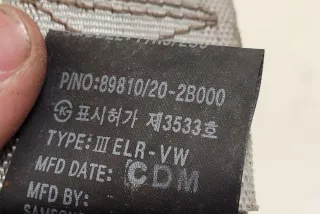 P/NO:89810/20-2B000
표시허가 제3533호
TYPE:Ⅲ ELR-VW
MFD DATE: CDM
MFD BY: